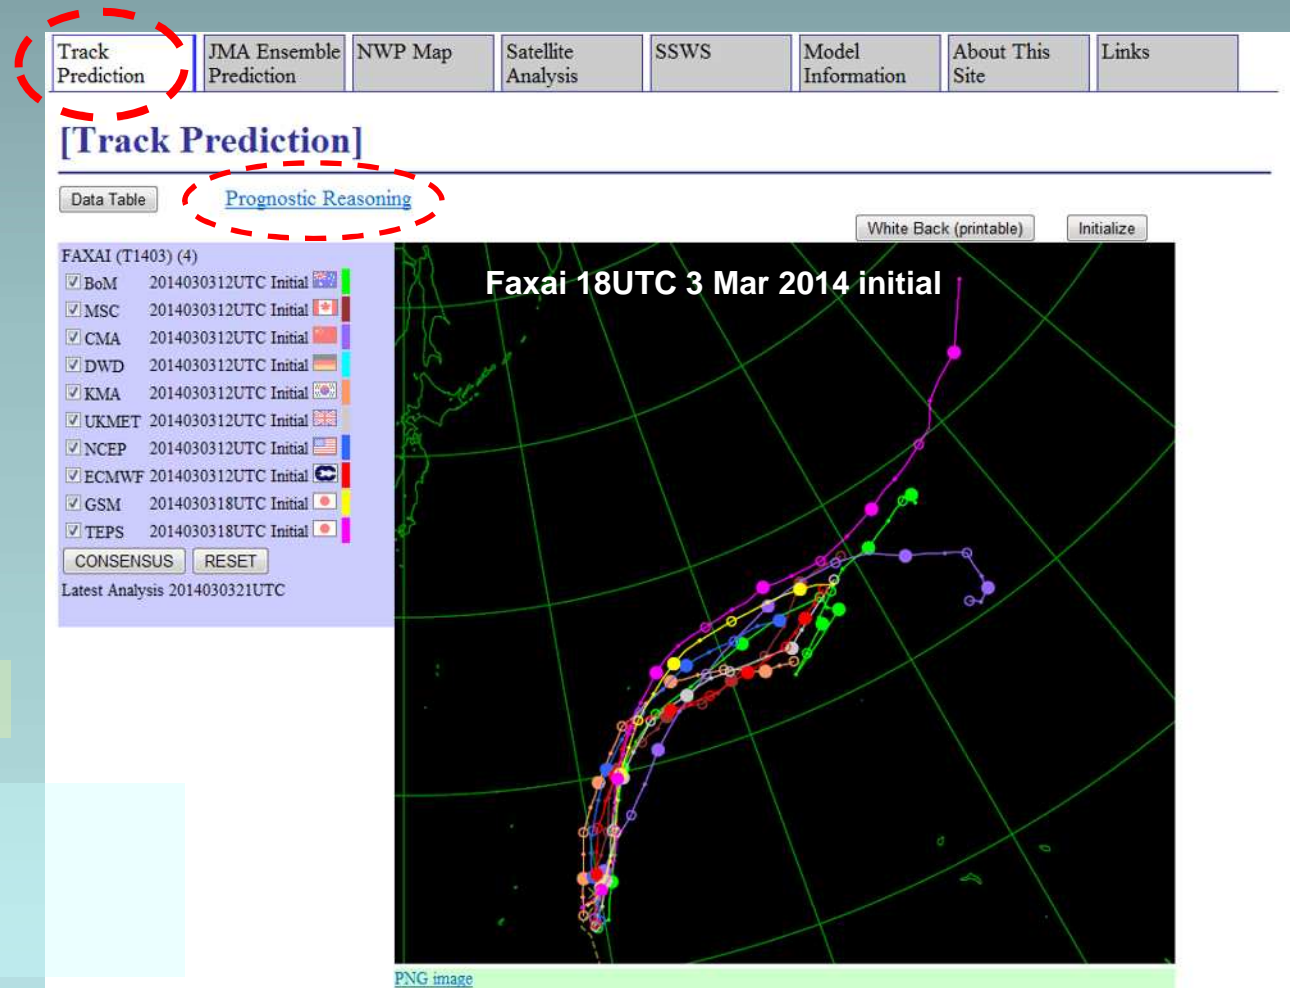 Track Prediction
JMA Ensemble Prediction
NWP Map
Satellite Analysis
SSWS
Model Information
About This Site
Links
[Track Prediction]
Data Table
Prognostic Reasoning
White Back (printable)
Initialize
FAXAI (T1403) (4)
BoM 2014030312UTC Initial
MSC 2014030312UTC Initial
CMA 2014030312UTC Initial
DWD 2014030312UTC Initial
KMA 2014030312UTC Initial
UKMET 2014030312UTC Initial
NCEP 2014030312UTC Initial
ECMWF 2014030312UTC Initial
GSM 2014030318UTC Initial
TEPS 2014030318UTC Initial
CONSENSUS RESET
Latest Analysis 2014030321UTC
Faxai 18UTC 3 Mar 2014 initial
PNG image